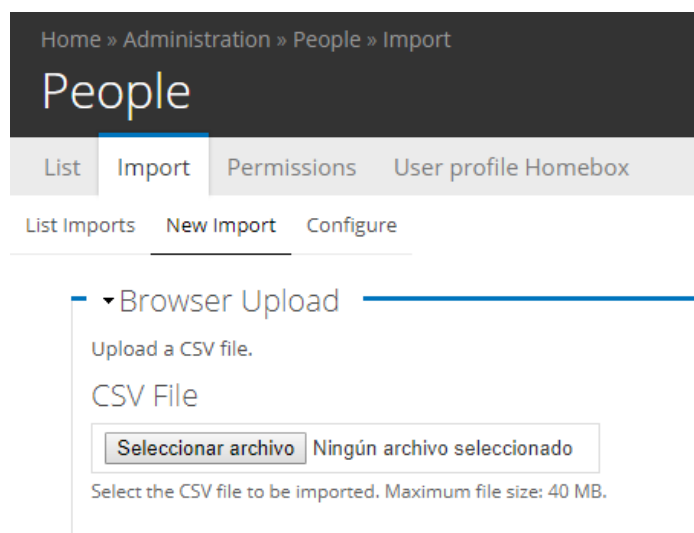 Home » Administration » People » Import
People
List Import Permissions User profile Homebox
List Imports New Import Configure
Browser Upload
Upload a CSV file.
CSV File
Seleccionar archivo Ningún archivo seleccionado
Select the CSV file to be imported. Maximum file size: 40 MB.